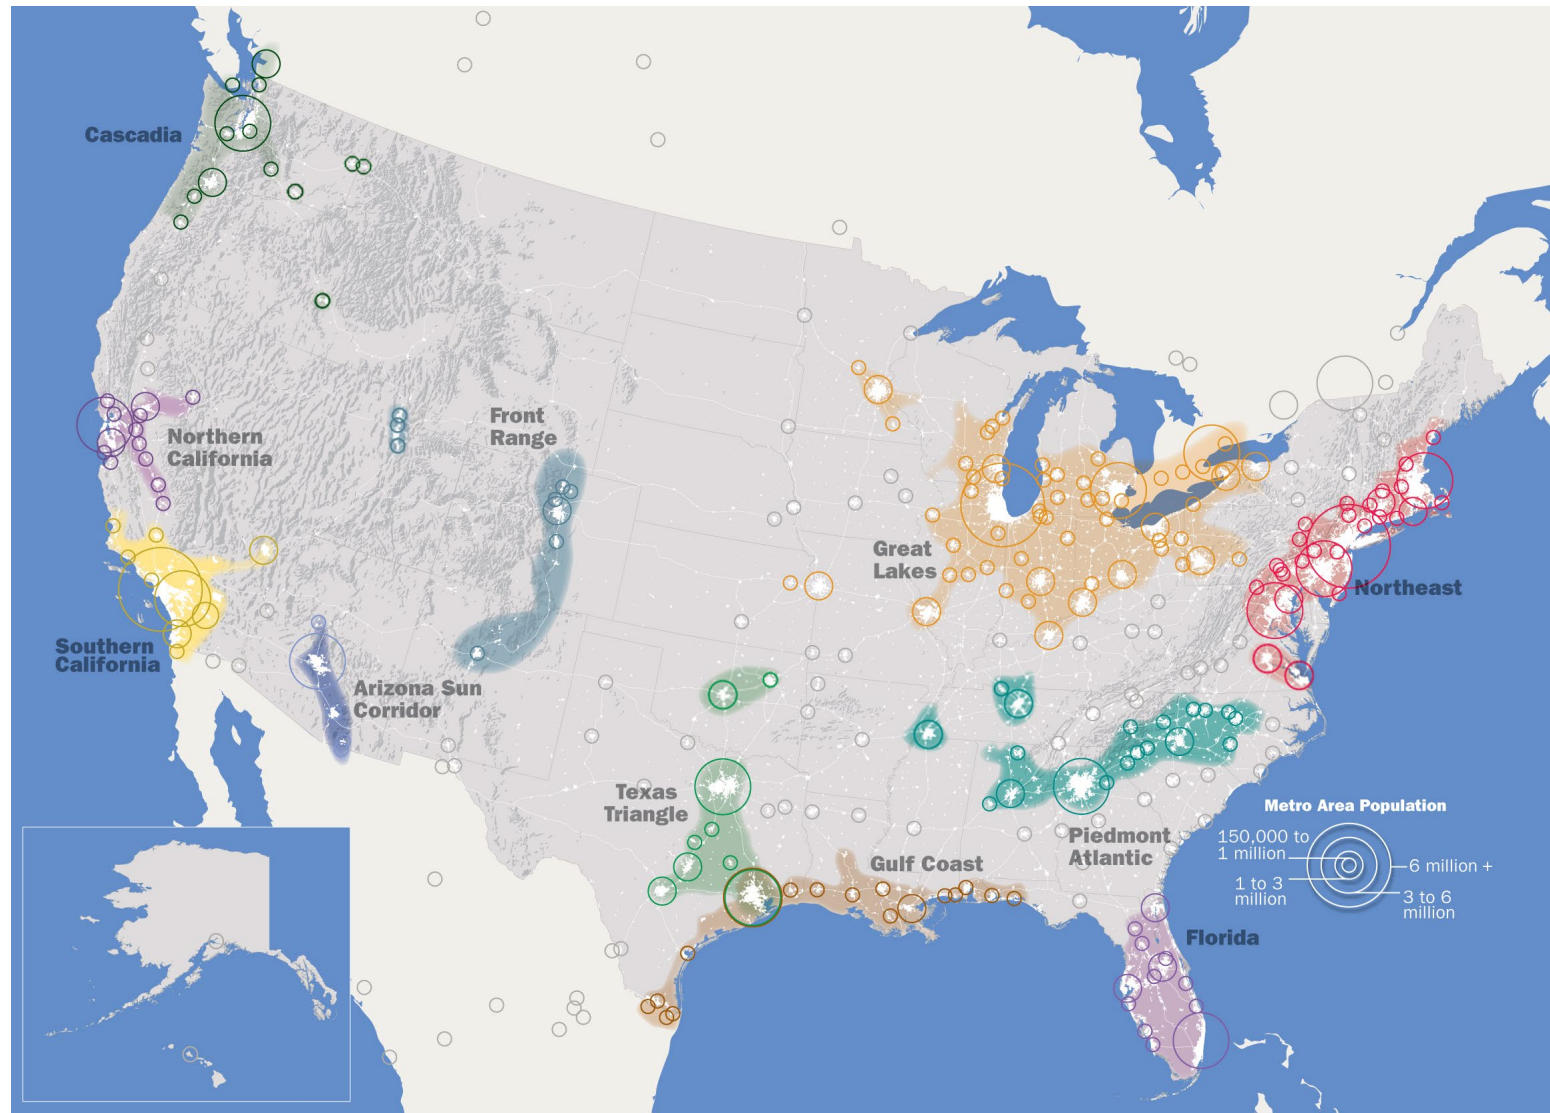 Cascadia
Front
Range
Northern
California
Great
Lakes
Northeast
Southern
California
Arizona Sun
Corridor
Texas
Triangle
Metro Area Population
150,000 to
1 million
6 million +
1 to 3
million
3 to 6
million
Piedmont
Atlantic
Gulf Coast
Florida